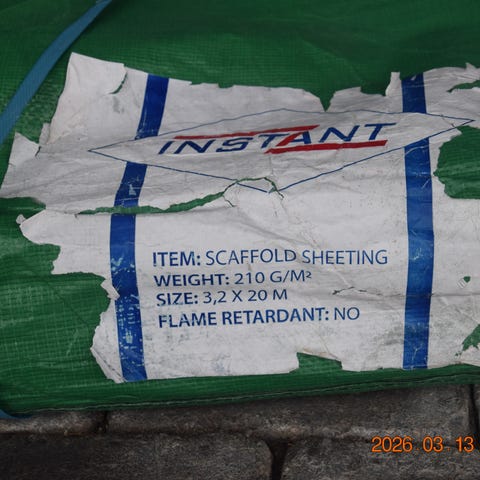 INSTANT
ITEM: SCAFFOLD SHEETING
WEIGHT: 210 G/M²
SIZE: 3,2 X 20 M
FLAME RETARDANT: NO
2026 03 13